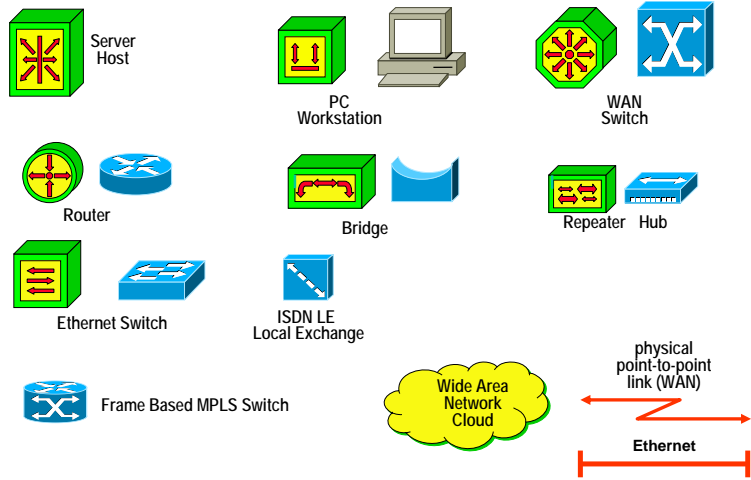 Server
Host
PC
Workstation
WAN
Switch
Router
Bridge
Repeater
Hub
Ethernet Switch
ISDN LE
Local Exchange
Frame Based MPLS Switch
Wide Area
Network
Cloud
physical
point-to-point
link (WAN)
Ethernet